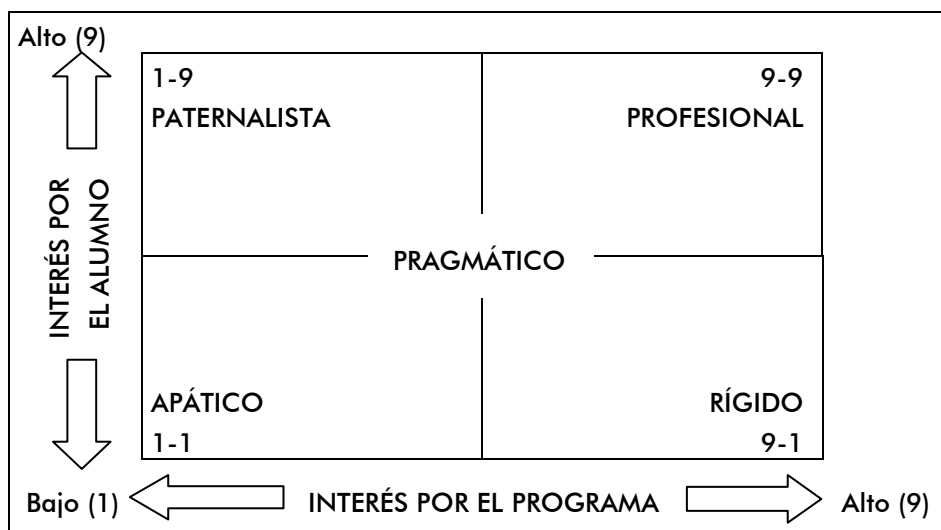 Alto (9)
1-9
9-9
PATERNALISTA
PROFESIONAL
INTERÉS POR
EL ALUMNO
PRAGMÁTICO
APÁTICO
RÍGIDO
1-1
9-1
Bajo (1)
INTERÉS POR EL PROGRAMA
Alto (9)